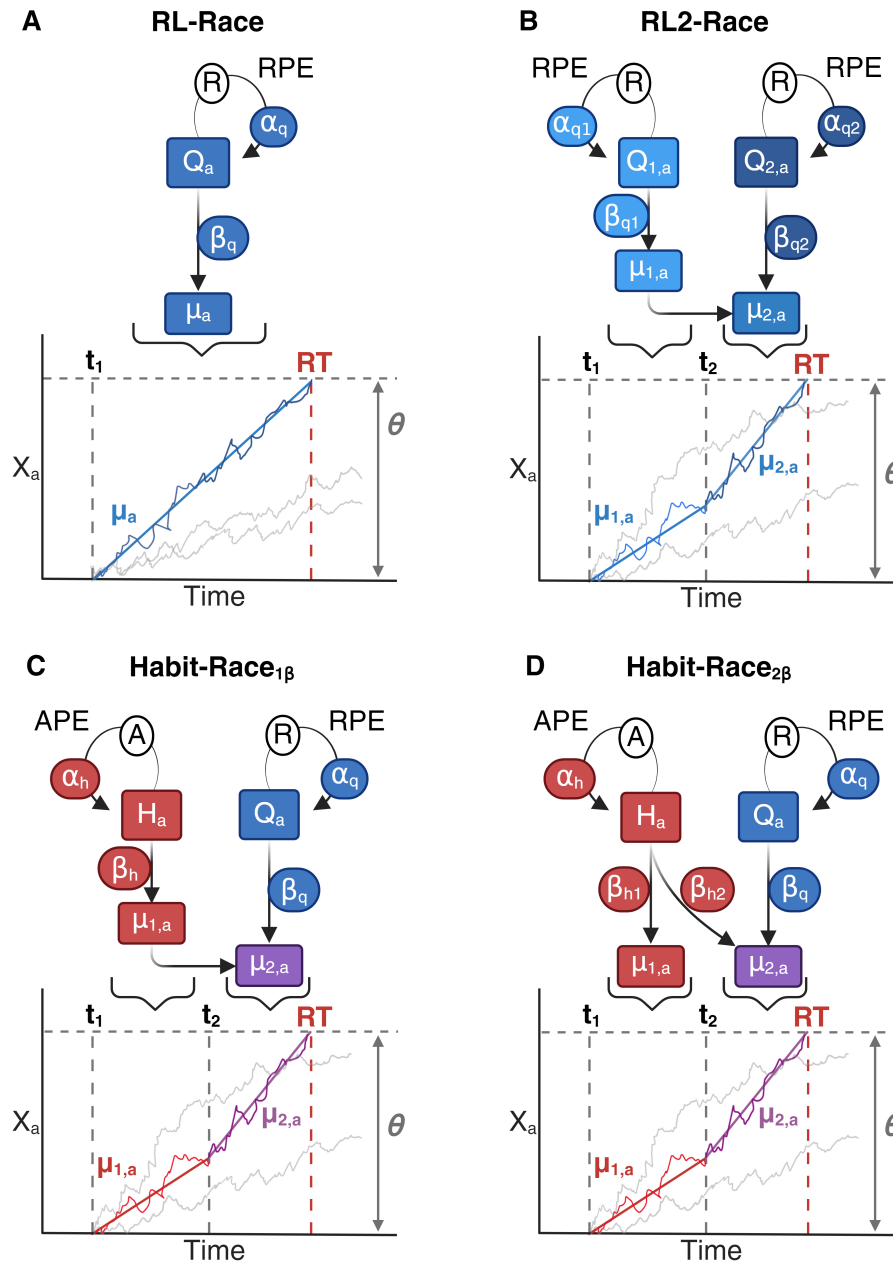 A RL-Race
RPE
R
αq
Qa
βq
μa
t1 RT
θ
Xa
μa
Time
B RL2-Race
RPE RPE
R R
αq1 αq2
Q1,a Q2,a
βq1 βq2
μ1,a
μ2,a
t1 t2 RT
θ
Xa
μ2,a
μ1,a
Time
C Habit-Race1β
APE RPE
A R
αh αq
Ha Qa
βh βq
μ1,a
μ2,a
t1 t2 RT
θ
Xa
μ2,a
μ1,a
Time
D Habit-Race2β
APE RPE
A R
αh αq
Ha Qa
βh1 βh2 βq
μ1,a μ2,a
t1 t2 RT
θ
Xa
μ2,a
μ1,a
Time